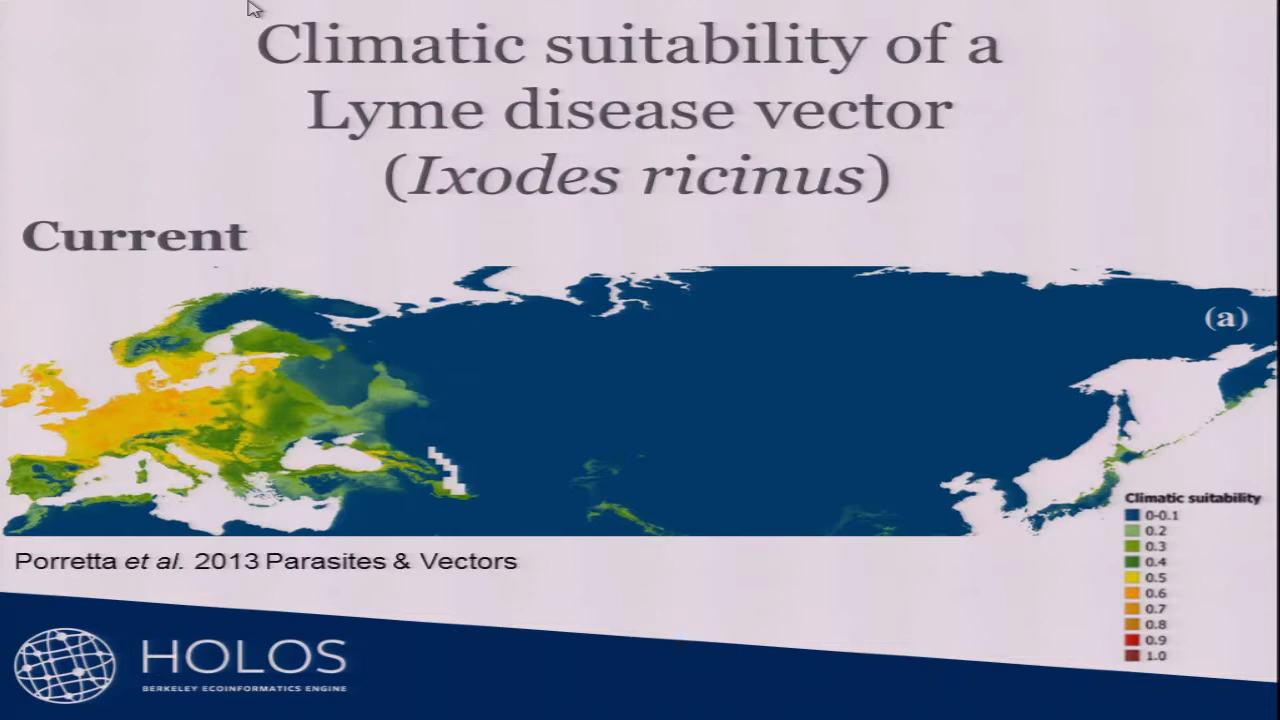 Climatic suitability of a
Lyme disease vector
(Ixodes ricinus)
Current
(a)
Climatic suitability
0-0.1
0.2
0.3
0.4
0.5
0.6
0.7
0.8
0.9
1.0
Porretta et al. 2013 Parasites & Vectors
HOLOS
BERKELEY ECOINFORMATICS ENGINE